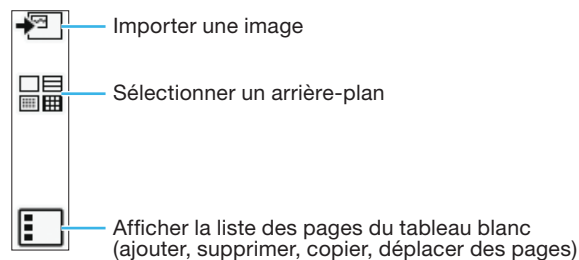 Importer une image
Sélectionner un arrière-plan
Afficher la liste des pages du tableau blanc
(ajouter, supprimer, copier, déplacer des pages)